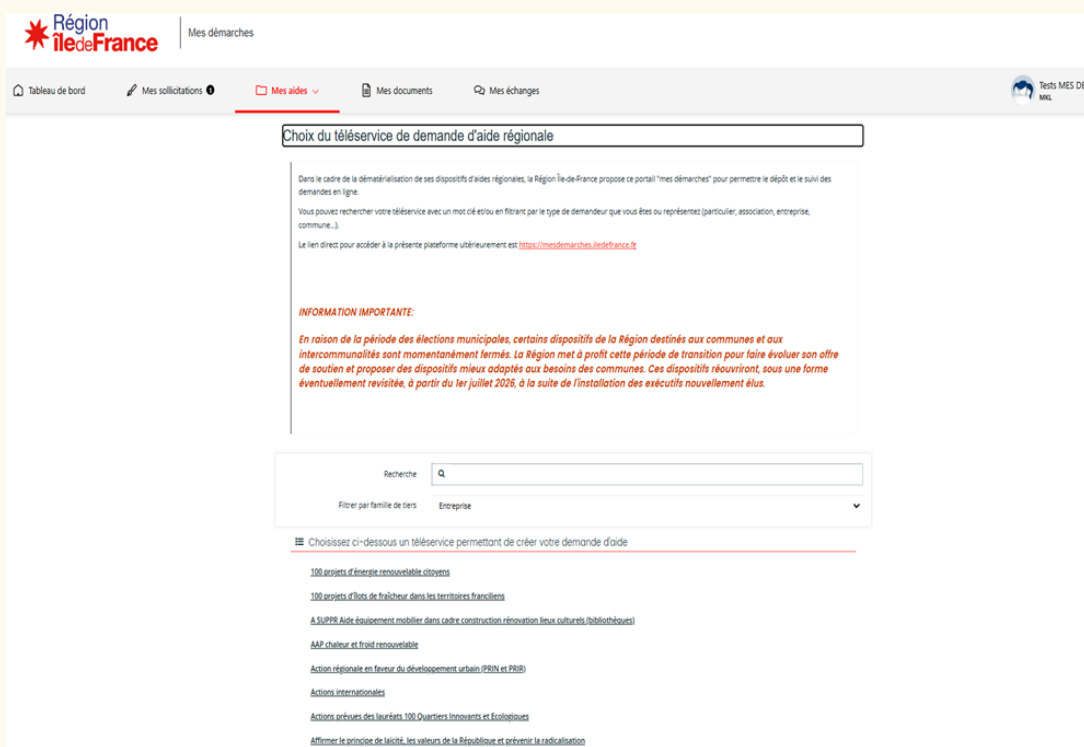 Région
îledeFrance
Mes démarches
Tableau de bord
Mes sollicitations 1
Mes aides
Mes documents
Mes échanges
Tests MES DE
MKL
Choix du téléservice de demande d'aide régionale
Dans le cadre de la dématérialisation de ses dispositifs d'aides régionales, la Région Île-de-France propose ce portail "mes démarches" pour permettre le dépôt et le suivi des
demandes en ligne.
Vous pouvez rechercher votre téléservice avec un mot clé et/ou en filtrant par le type de demandeur que vous êtes ou représentez (particulier, association, entreprise,
commune...).
Le lien direct pour accéder à la présente plateforme ultérieurement est https://mesdemarches.iledefrance.fr
INFORMATION IMPORTANTE:
En raison de la période des élections municipales, certains dispositifs de la Région destinés aux communes et aux
intercommunalités sont momentanément fermés. La Région met à profit cette période de transition pour faire évoluer son offre
de soutien et proposer des dispositifs mieux adaptés aux besoins des communes. Ces dispositifs réouvriront, sous une forme
éventuellement revisitée, à partir du 1er juillet 2026, à la suite de l'installation des exécutifs nouvellement élus.
Recherche
Filtrer par famille de tiers Entreprise
Choisissez ci-dessous un téléservice permettant de créer votre demande d'aide
100 projets d'énergie renouvelable citoyens
100 projets d'îlots de fraîcheur dans les territoires franciliens
A SUPPR Aide équipement mobilier dans cadre construction rénovation lieux culturels (bibliothèques)
AAP chaleur et froid renouvelable
Action régionale en faveur du développement urbain (PRIN et PRIR)
Actions internationales
Actions prévues des lauréats 100 Quartiers Innovants et Ecologiques
Affirmer le principe de laïcité, les valeurs de la République et prévenir la radicalisation